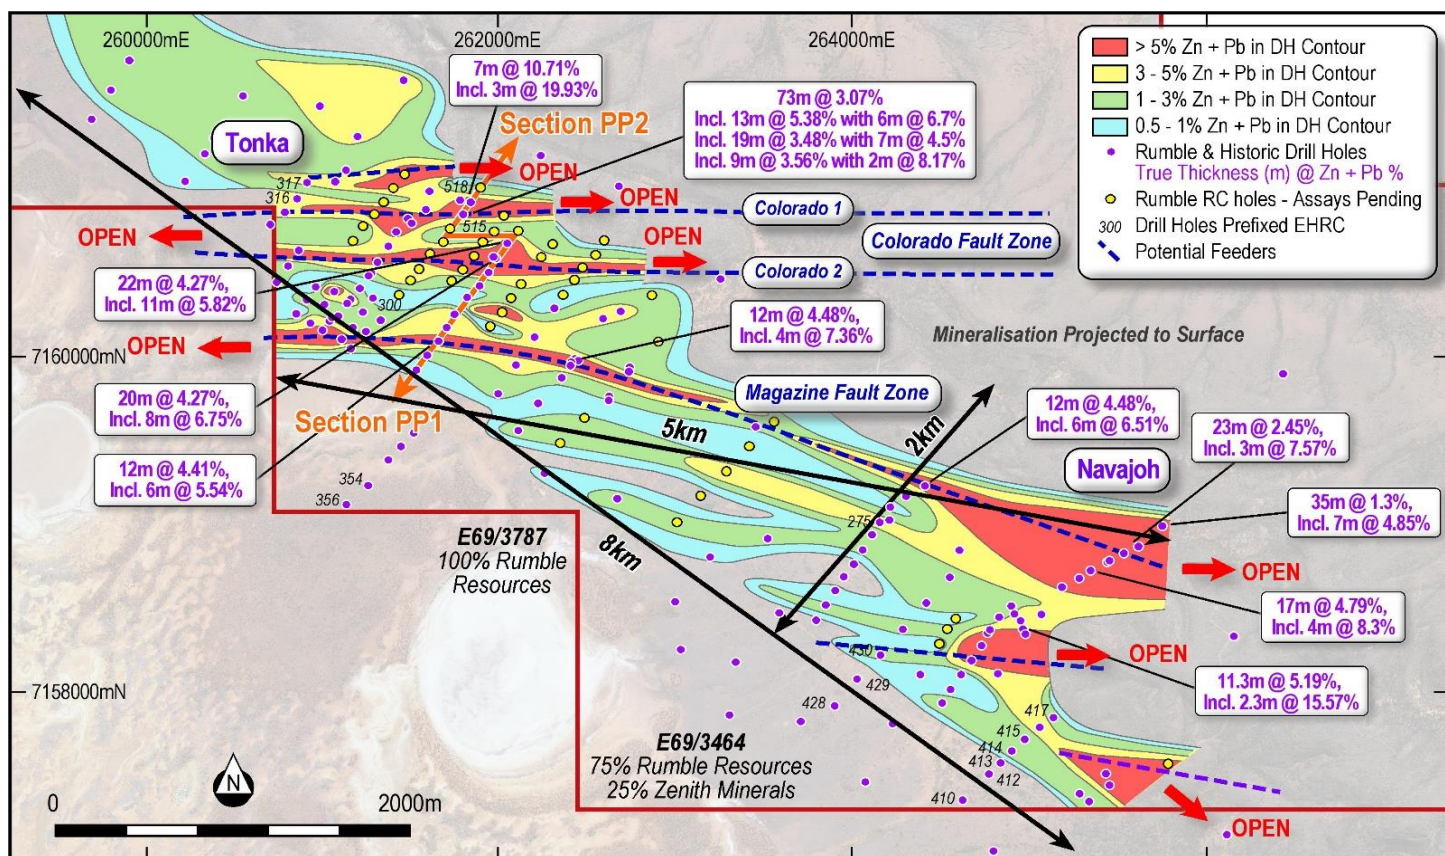 260000mE
262000mE
264000mE
> 5% Zn + Pb in DH Contour
3 - 5% Zn + Pb in DH Contour
1 - 3% Zn + Pb in DH Contour
0.5 - 1% Zn + Pb in DH Contour
Rumble & Historic Drill Holes
True Thickness (m) @ Zn + Pb %
Rumble RC holes - Assays Pending
300
Drill Holes Prefixed EHRC
Potential Feeders
7m @ 10.71%
Incl. 3m @ 19.93%
73m @ 3.07%
Incl. 13m @ 5.38% with 6m @ 6.7%
Incl. 19m @ 3.48% with 7m @ 4.5%
Incl. 9m @ 3.56% with 2m @ 8.17%
Section PP2
Tonka
OPEN
317
518
316
OPEN
Colorado 1
515
OPEN
Colorado Fault Zone
OPEN
Colorado 2
22m @ 4.27%,
Incl. 11m @ 5.82%
300
12m @ 4.48%,
Incl. 4m @ 7.36%
Mineralisation Projected to Surface
OPEN
7160000mN
20m @ 4.27%,
Incl. 8m @ 6.75%
Section PP1
Magazine Fault Zone
5km
2km
12m @ 4.48%,
Incl. 6m @ 6.51%
23m @ 2.45%,
Incl. 3m @ 7.57%
12m @ 4.41%,
Incl. 6m @ 5.54%
Navajoh
354
356
35m @ 1.3%,
Incl. 7m @ 4.85%
275
E69/3787
100% Rumble
Resources
8km
OPEN
17m @ 4.79%,
Incl. 4m @ 8.3%
430
OPEN
7158000mN
429
428
11.3m @ 5.19%,
Incl. 2.3m @ 15.57%
417
415
414
413
412
410
E69/3464
75% Rumble Resources
25% Zenith Minerals
N
0
2000m
OPEN